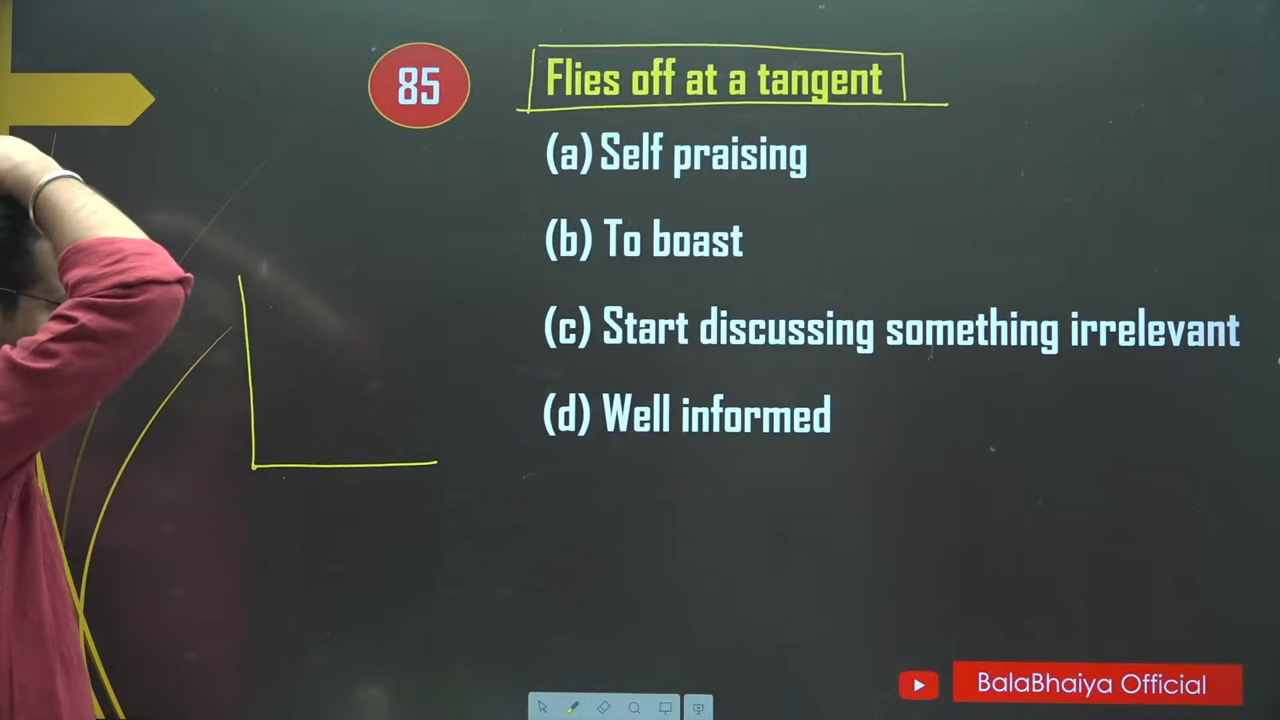 85
Flies off at a tangent
(a) Self praising
(b) To boast
(c) Start discussing something irrelevant
(d) Well informed
BalaBhaiya Official